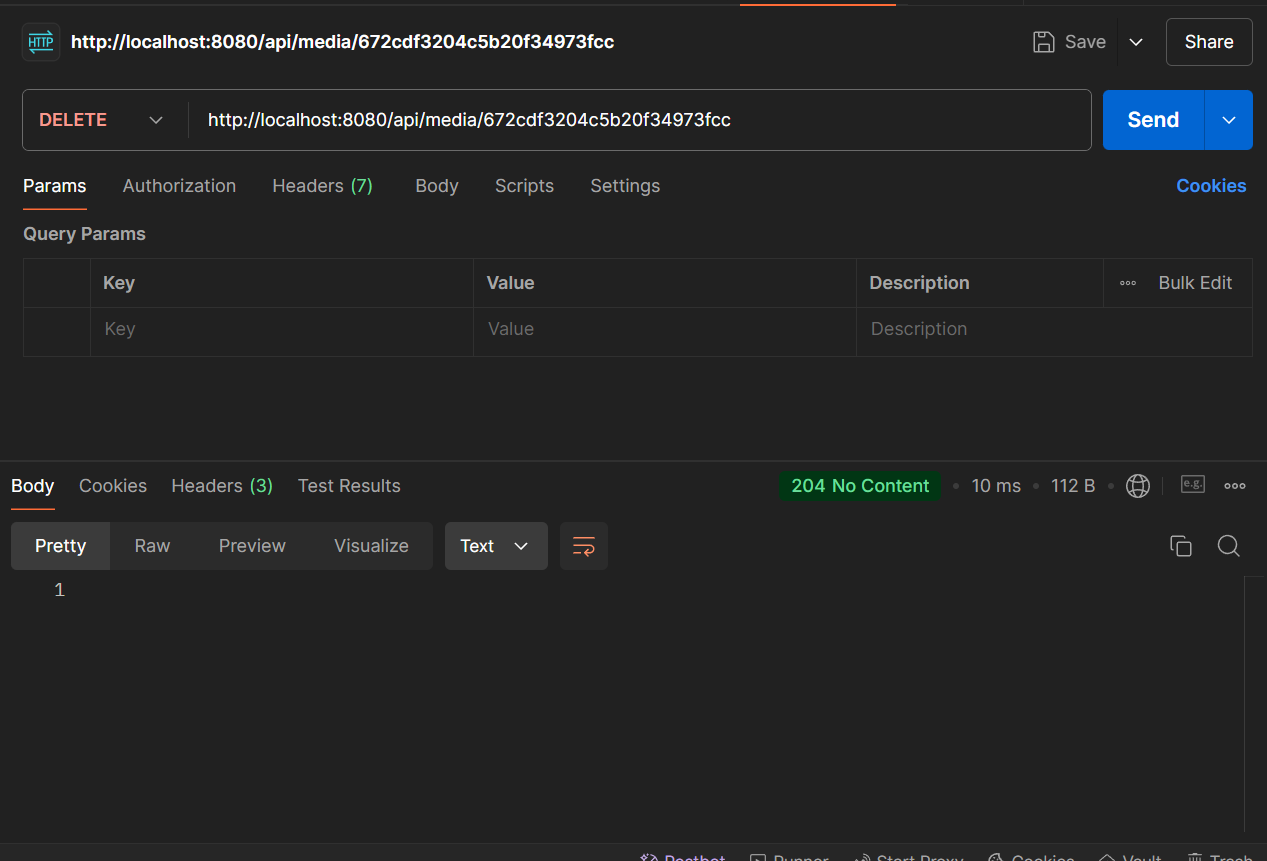 HTTP http://localhost:8080/api/media/672cdf3204c5b20f34973fcc Save Share
DELETE http://localhost:8080/api/media/672cdf3204c5b20f34973fcc Send
Params Authorization Headers (7) Body Scripts Settings Cookies
Query Params
Key Value Description Bulk Edit
Key Value Description
Body Cookies Headers (3) Test Results 204 No Content 10 ms 112 B e.g.
Pretty Raw Preview Visualize Text
1
Postbot Runner Start Proxy Cookies Vault Trash